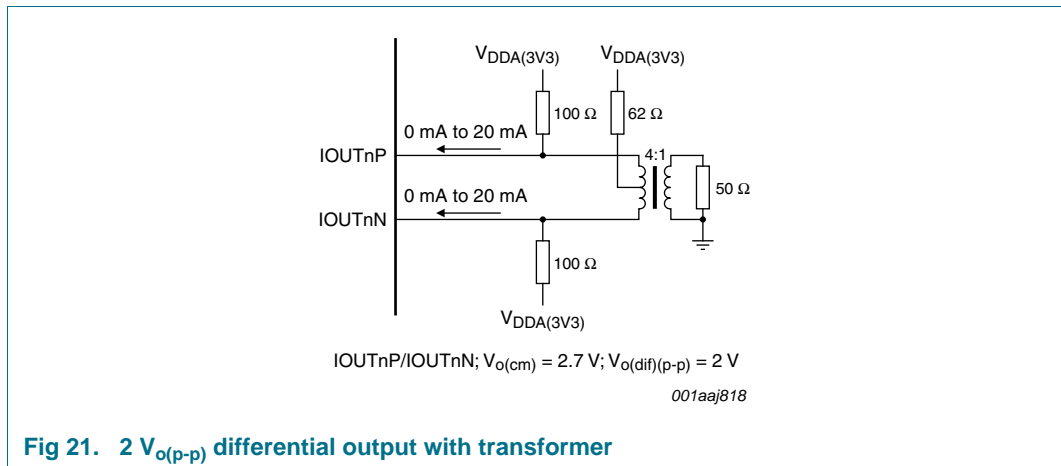 VDDA(3V3) VDDA(3V3)
100 Ω 62 Ω
0 mA to 20 mA
4:1
IOUTnP
0 mA to 20 mA
50 Ω
IOUTnN
100 Ω
VDDA(3V3)
IOUTnP/IOUTnN; Vo(cm) = 2.7 V; Vo(dif)(p-p) = 2 V
001aaj818
Fig 21. 2 Vo(p-p) differential output with transformer